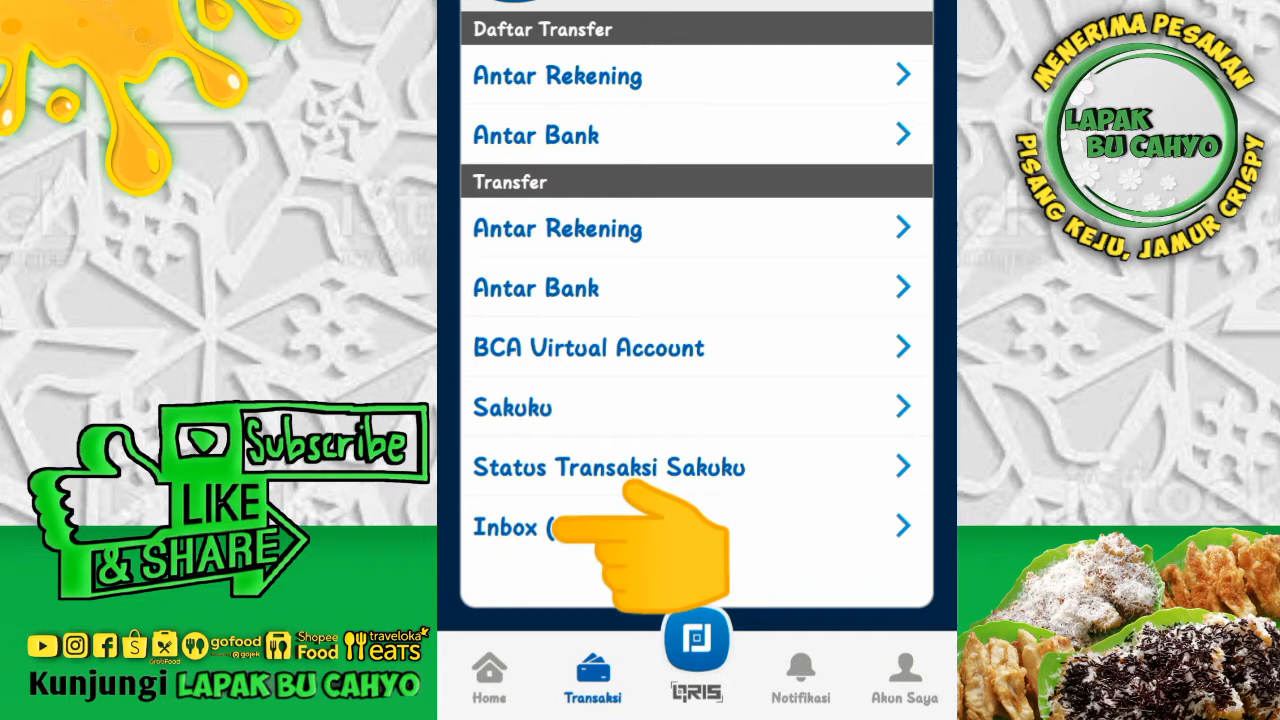 Daftar Transfer
Antar Rekening
Antar Bank
Transfer
Antar Rekening
Antar Bank
BCA Virtual Account
Sakuku
Status Transaksi Sakuku
Inbox (
Home
Transaksi
QRIS
Notifikasi
Akun Saya
MENERIMA PESANAN
LAPAK
BU CAHYO
PISANG KEJU, JAMUR CRISPY
Subscribe
LIKE
& SHARE
GrabFood
gofood
gojek
Shopee
Food
traveloka
eats
Kunjungi LAPAK BU CAHYO